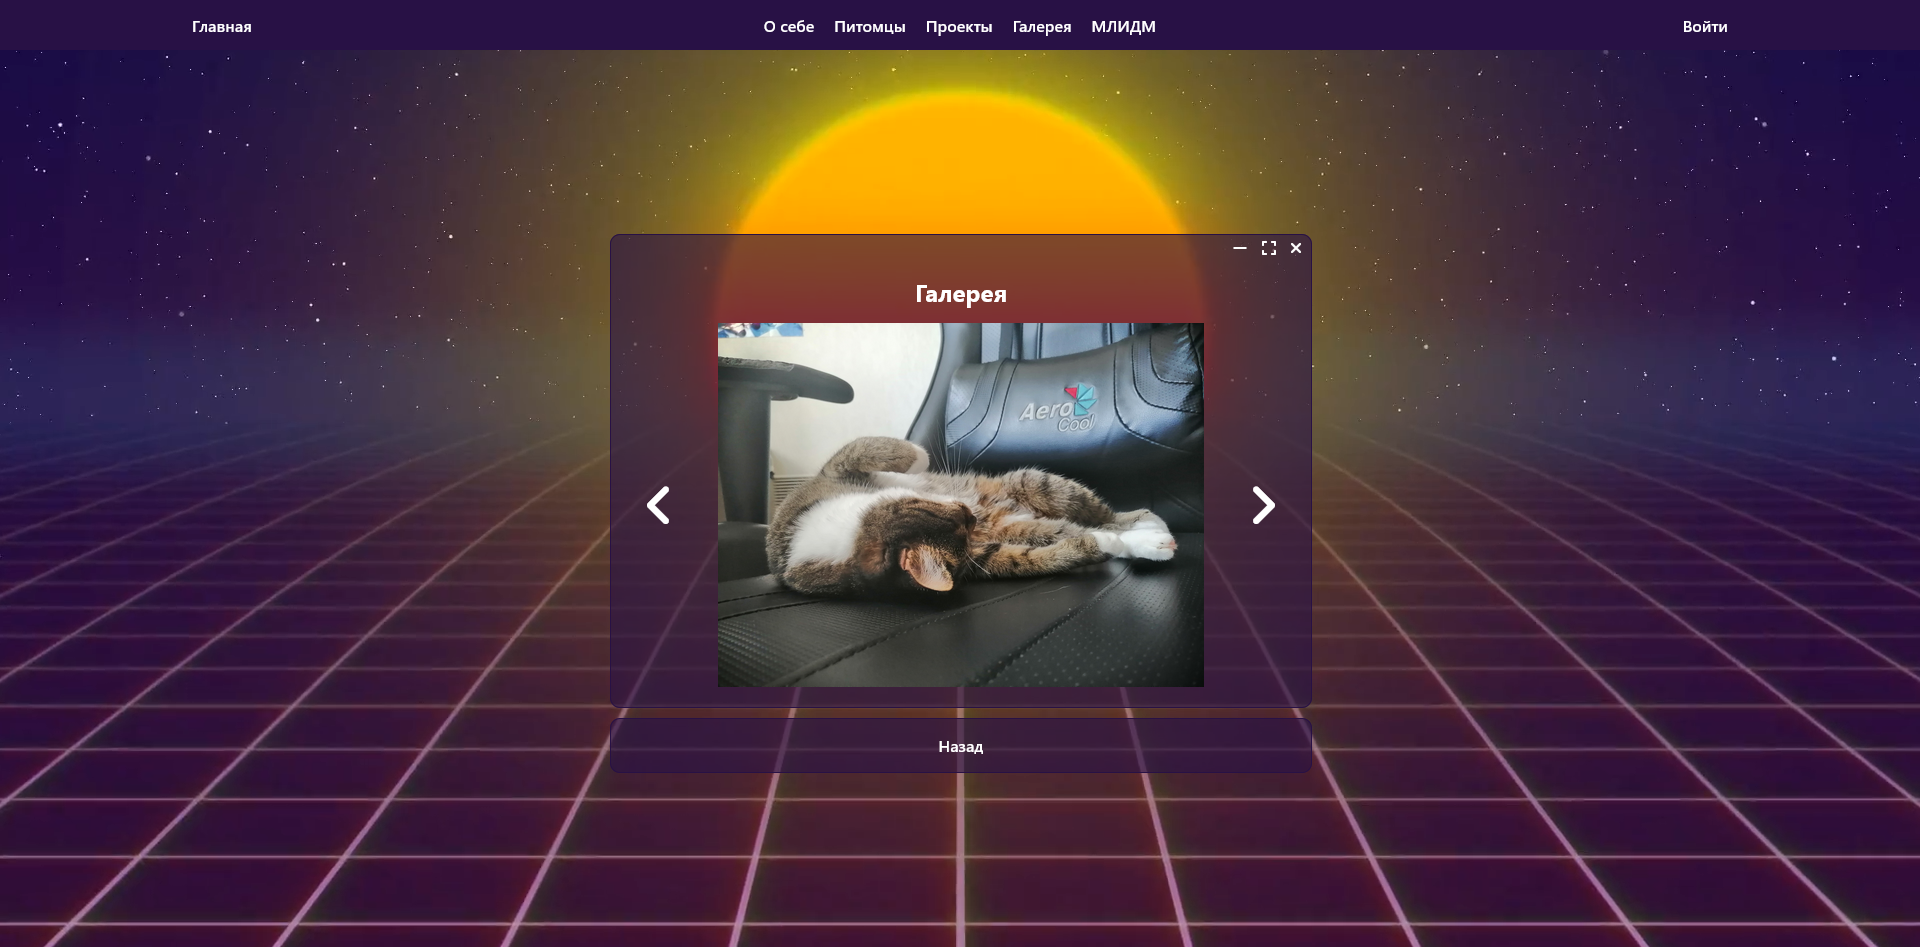 Главная
О себе Питомцы Проекты Галерея МЛИДМ
Войти
Галерея
Aero
Cool
Назад